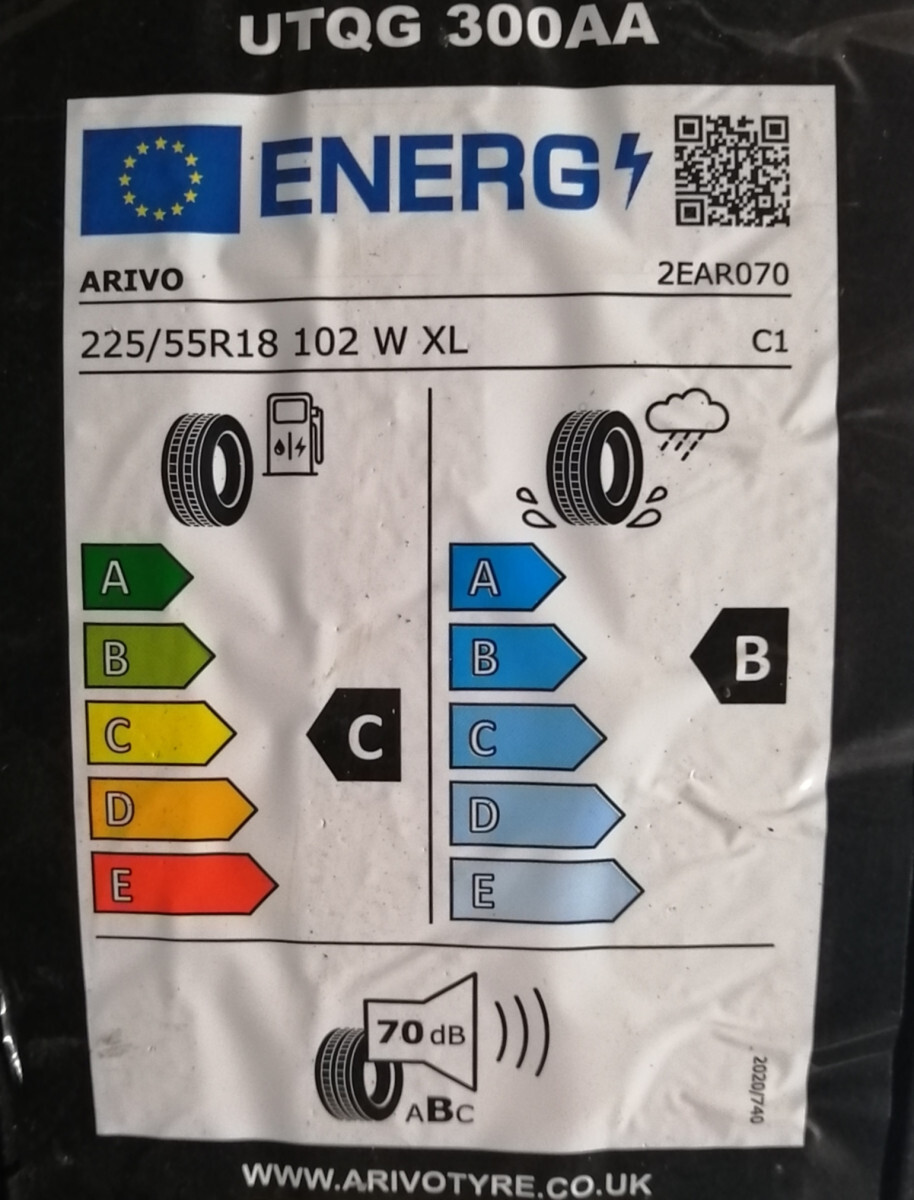 UTQG 300AA
ENERG
ARIVO 2EAR070
225/55R18 102 W XL C1
A A
B B B
C C C
D D
E E
70 dB
ABC
2020/740
WWW.ARIVOTYRE.CO.UK